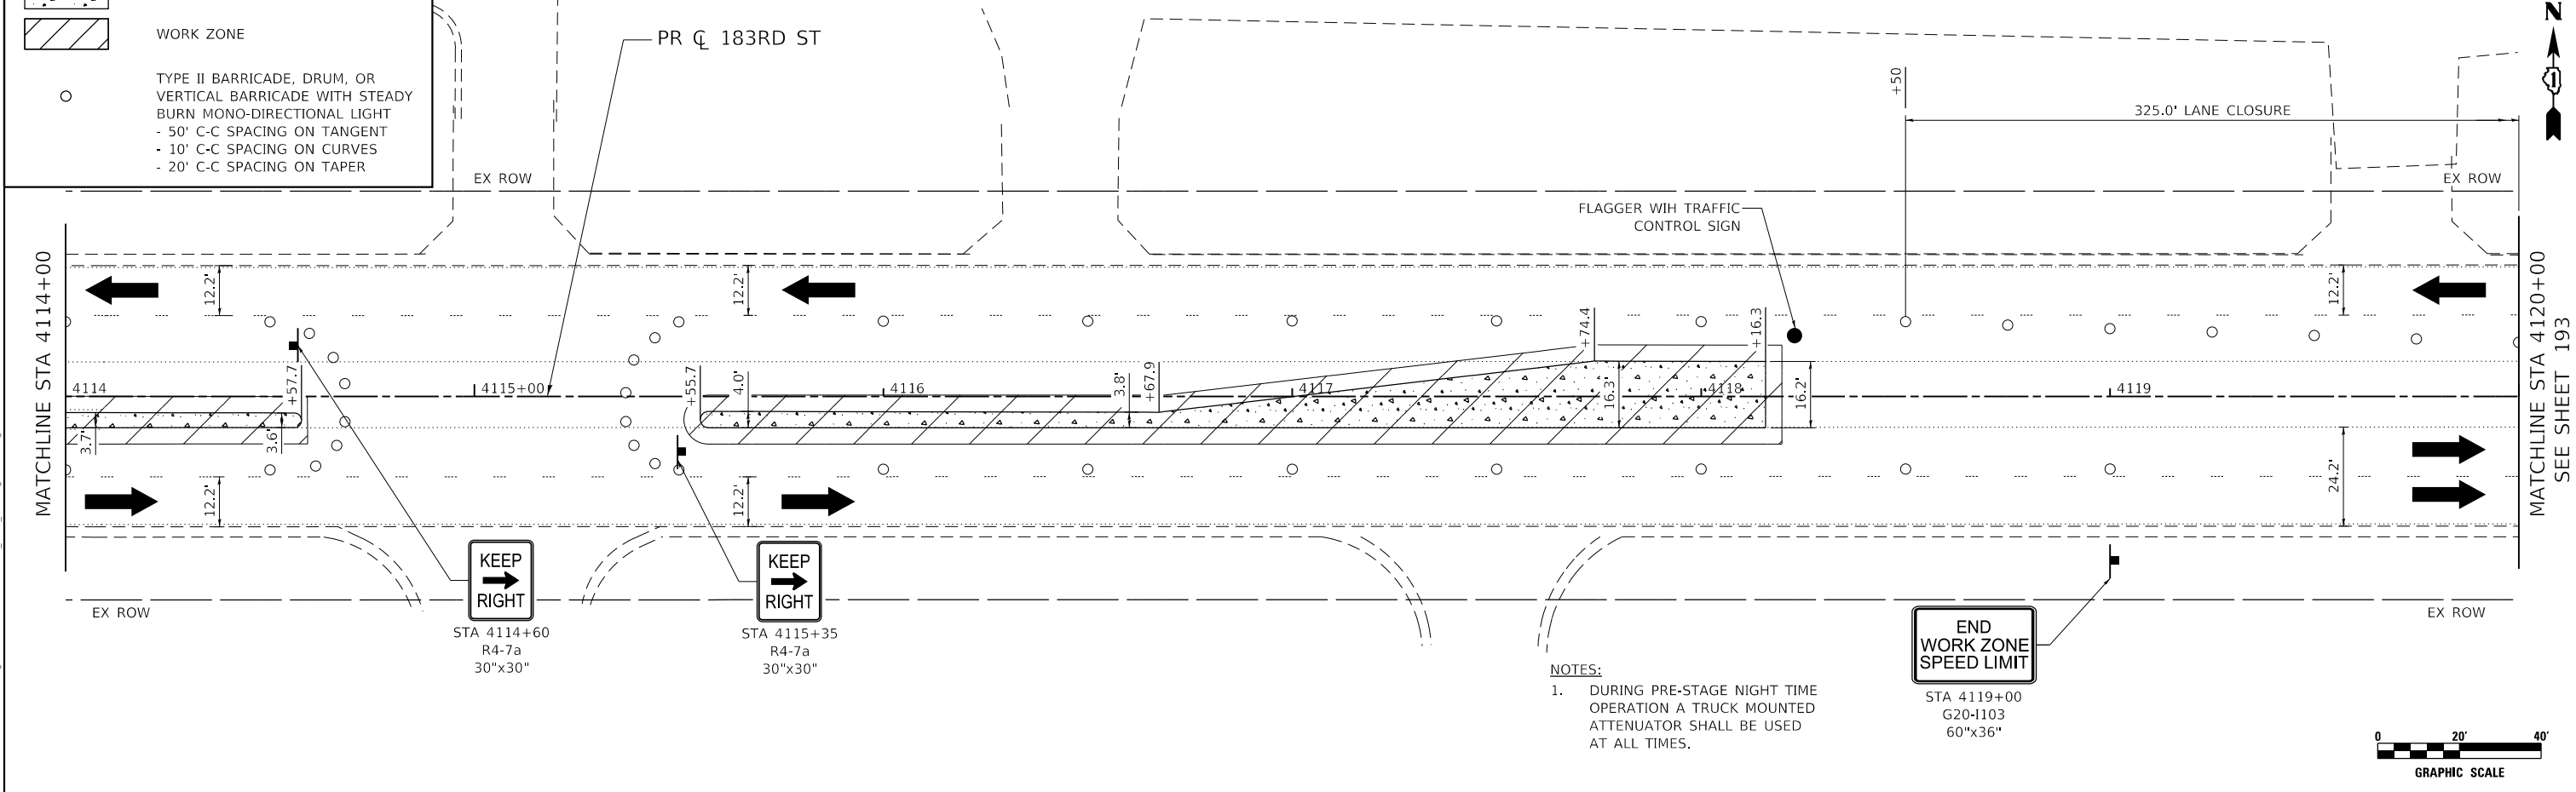 WORK ZONE
TYPE II BARRICADE, DRUM, OR
VERTICAL BARRICADE WITH STEADY
BURN MONO-DIRECTIONAL LIGHT
- 50' C-C SPACING ON TANGENT
- 10' C-C SPACING ON CURVES
- 20' C-C SPACING ON TAPER
PR ℄ 183RD ST
N
1
+50
325.0' LANE CLOSURE
EX ROW
EX ROW
FLAGGER WIH TRAFFIC
CONTROL SIGN
MATCHLINE STA 4114+00
12.2'
12.2'
12.2'
+74.4
+16.3
4114
+57.7
4115+00
+55.7
4.0'
4116
3.8'
+67.9
4117
16.3'
4118
16.2'
4119
3.7'
3.6'
12.2'
12.2'
24.2'
MATCHLINE STA 4120+00
SEE SHEET 193
EX ROW
EX ROW
KEEP
RIGHT
STA 4114+60
R4-7a
30"x30"
KEEP
RIGHT
STA 4115+35
R4-7a
30"x30"
NOTES:
1. DURING PRE-STAGE NIGHT TIME
OPERATION A TRUCK MOUNTED
ATTENUATOR SHALL BE USED
AT ALL TIMES.
END
WORK ZONE
SPEED LIMIT
STA 4119+00
G20-I103
60"x36"
0 20' 40'
GRAPHIC SCALE